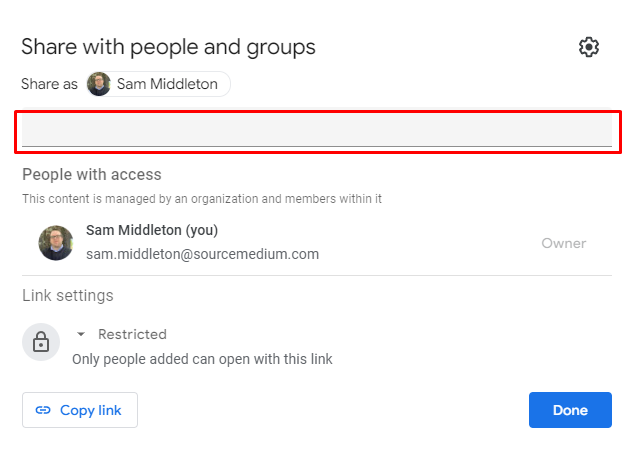 Share with people and groups
Share as Sam Middleton
People with access
This content is managed by an organization and members within it
Sam Middleton (you)
sam.middleton@sourcemedium.com
Owner
Link settings
Restricted
Only people added can open with this link
Copy link
Done